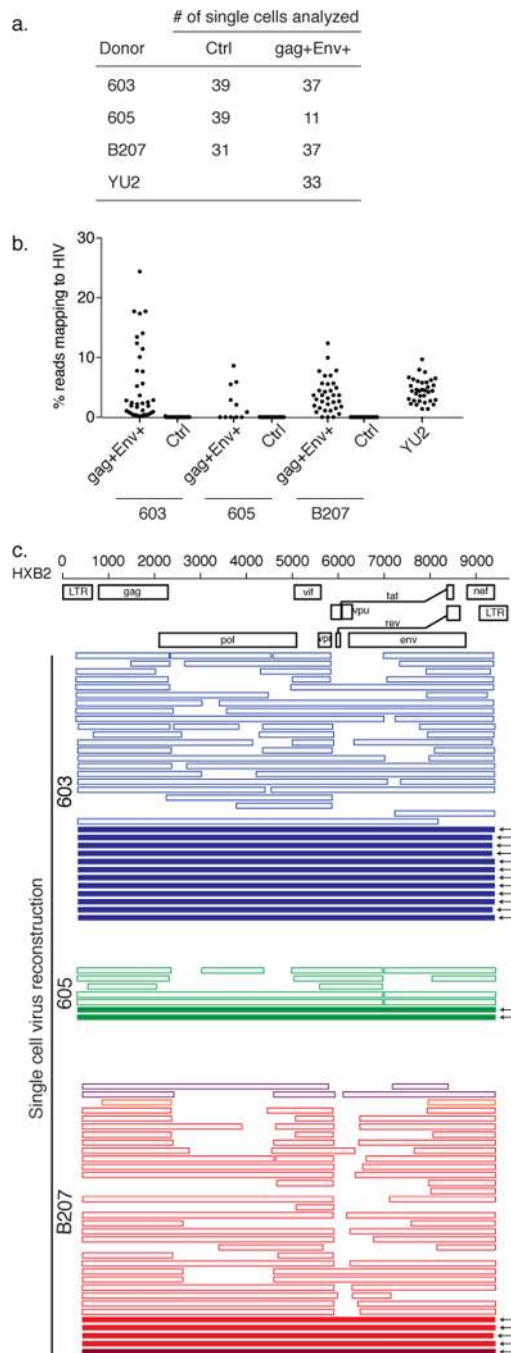 a.
# of single cells analyzed
Donor Ctrl gag+Env+
603 39 37
605 39 11
B207 31 37
YU2 33
b.
% reads mapping to HIV
30
20
10
0
gag+Env+ Ctrl gag+Env+ Ctrl gag+Env+ Ctrl YU2
603 605 B207
c.
0 1000 2000 3000 4000 5000 6000 7000 8000 9000
HXB2
LTR gag vif tat nef
vpu LTR
rev
pol vpr env
Single cell virus reconstruction
603
605
B207